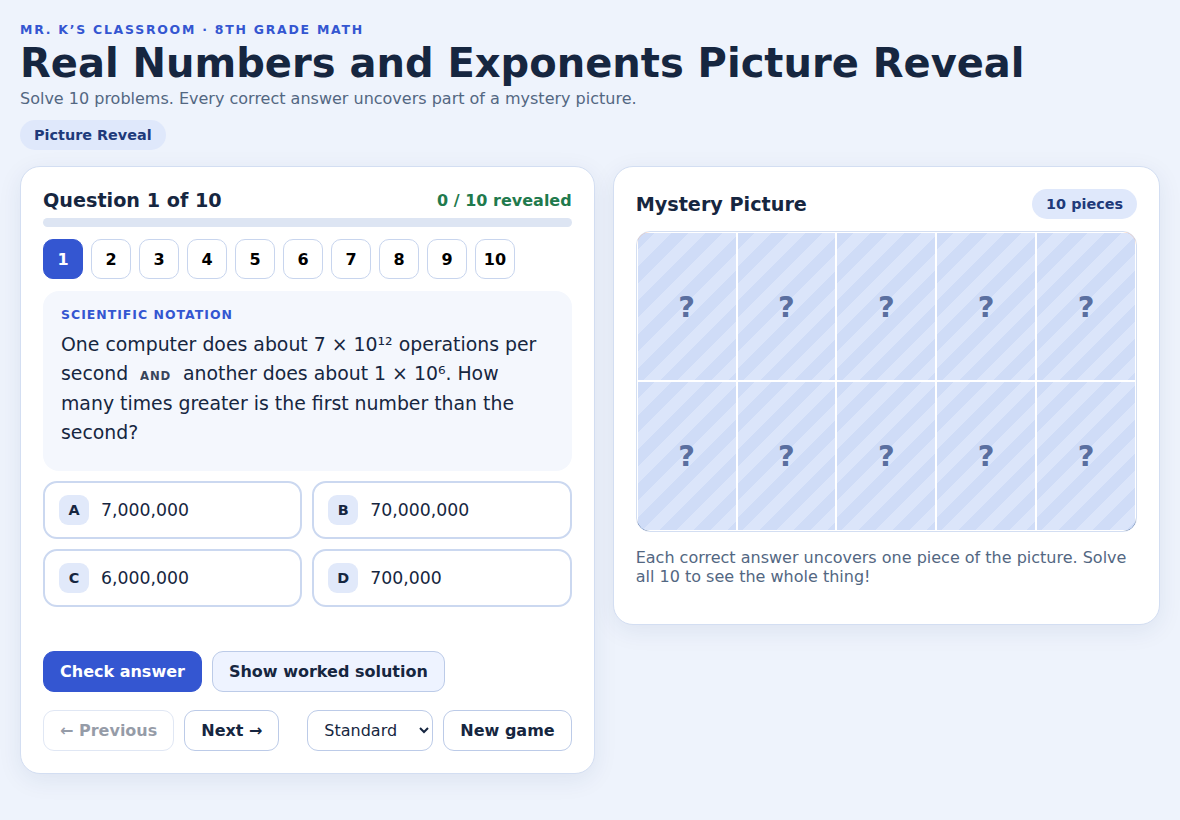 MR. K’S CLASSROOM · 8TH GRADE MATH
Real Numbers and Exponents Picture Reveal
Solve 10 problems. Every correct answer uncovers part of a mystery picture.
Picture Reveal
Question 1 of 10
0 / 10 revealed
1 2 3 4 5 6 7 8 9 10
SCIENTIFIC NOTATION
One computer does about 7 × 10¹² operations per
second AND another does about 1 × 10⁶. How
many times greater is the first number than the
second?
A 7,000,000
B 70,000,000
C 6,000,000
D 700,000
Check answer
Show worked solution
← Previous
Next →
Standard
New game
Mystery Picture
10 pieces
? ? ? ? ?
? ? ? ? ?
Each correct answer uncovers one piece of the picture. Solve
all 10 to see the whole thing!